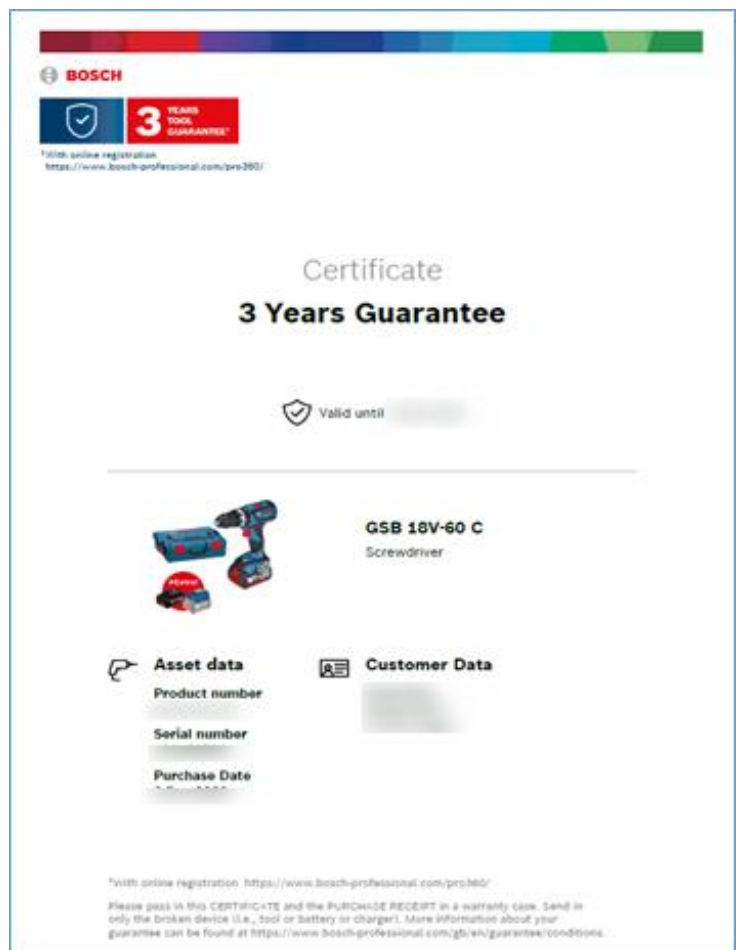 BOSCH
3 YEARS
TOOL
GUARANTEE*
*With online registration
https://www.bosch-professional.com/pro360/
Certificate
3 Years Guarantee
Valid until
GSB 18V-60 C
Screwdriver
Asset data
Customer Data
Product number
Serial number
Purchase Date
*With online registration https://www.bosch-professional.com/pro360/
Please pass in this CERTIFICATE and the PURCHASE RECEIPT in a warranty case. Send in
only the broken device (i.e., tool or battery or charger). More information about your
guarantee can be found at https://www.bosch-professional.com/gb/en/guarantee/conditions.